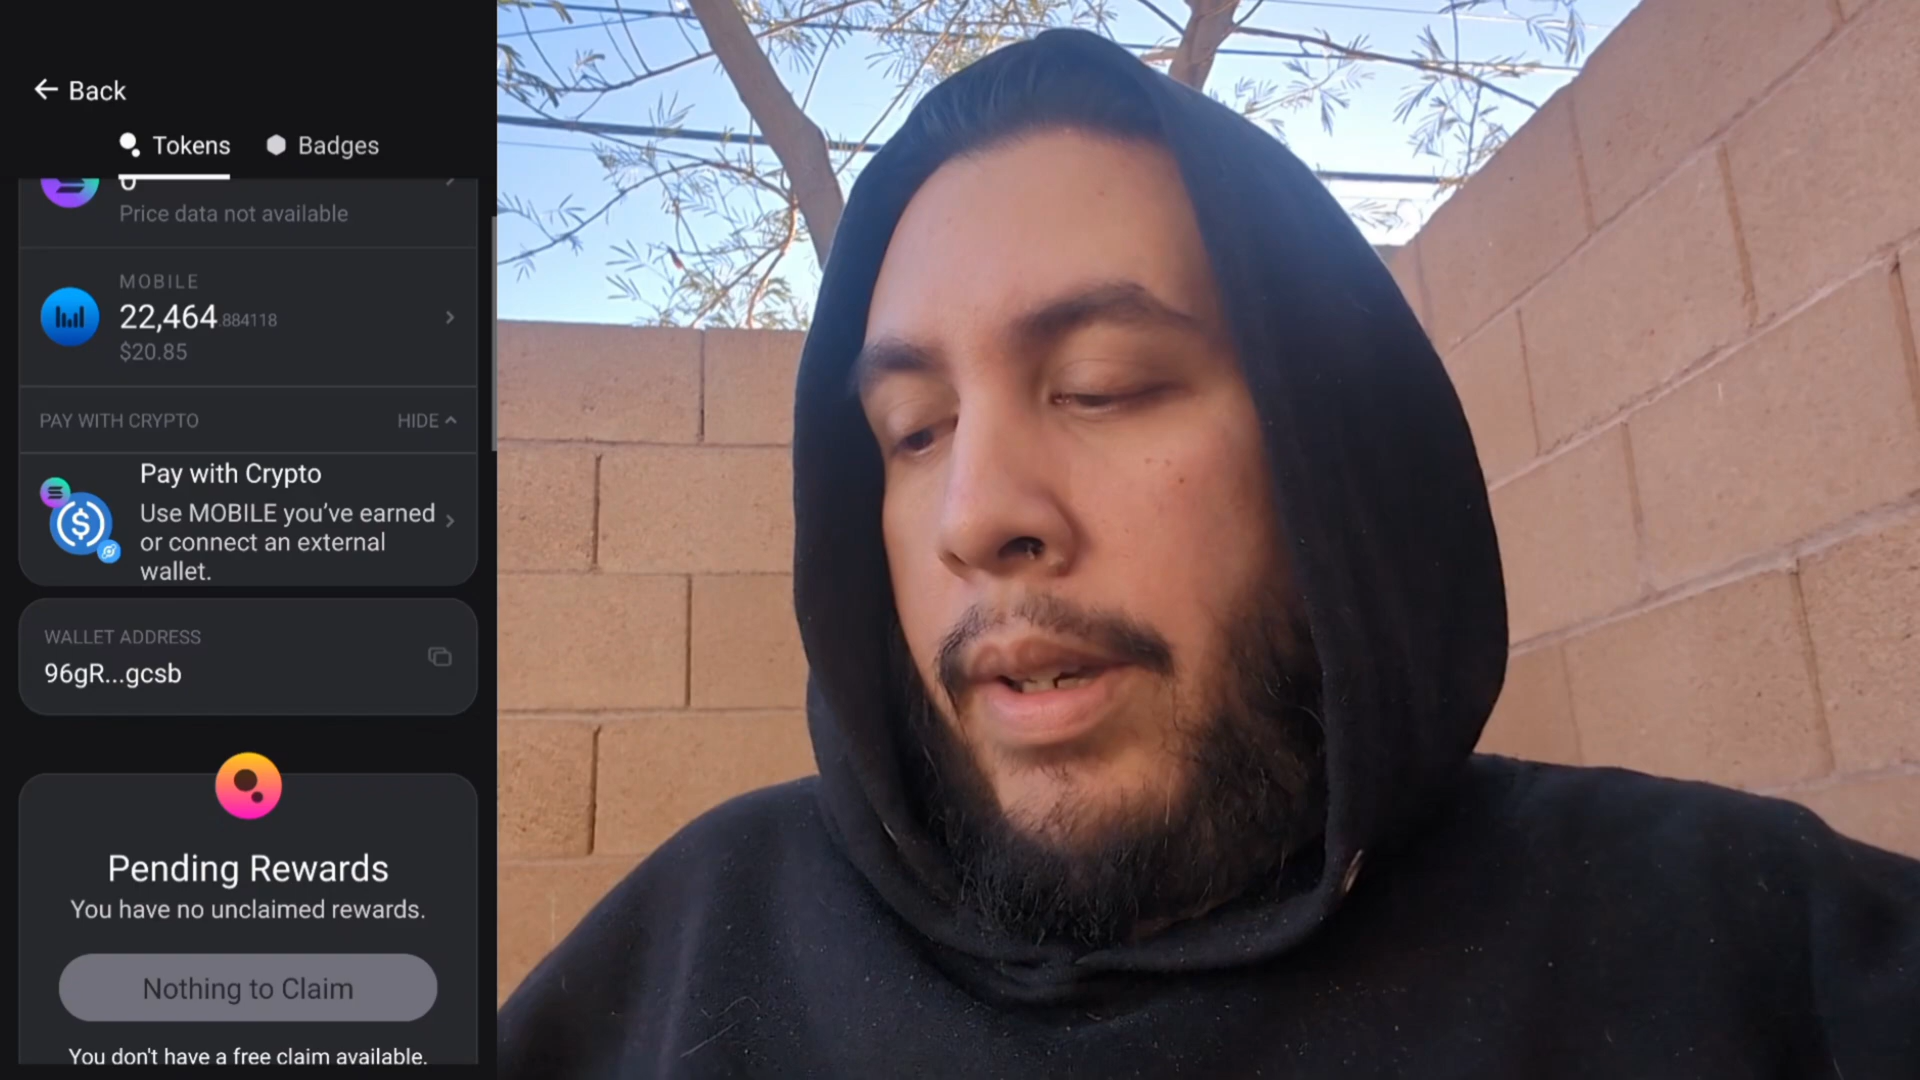 Back
Tokens Badges
0
Price data not available
MOBILE
22,464.884118
$20.85
PAY WITH CRYPTO HIDE
Pay with Crypto
Use MOBILE you’ve earned
or connect an external
wallet.
WALLET ADDRESS
96gR...gcsb
Pending Rewards
You have no unclaimed rewards.
Nothing to Claim
You don't have a free claim available.